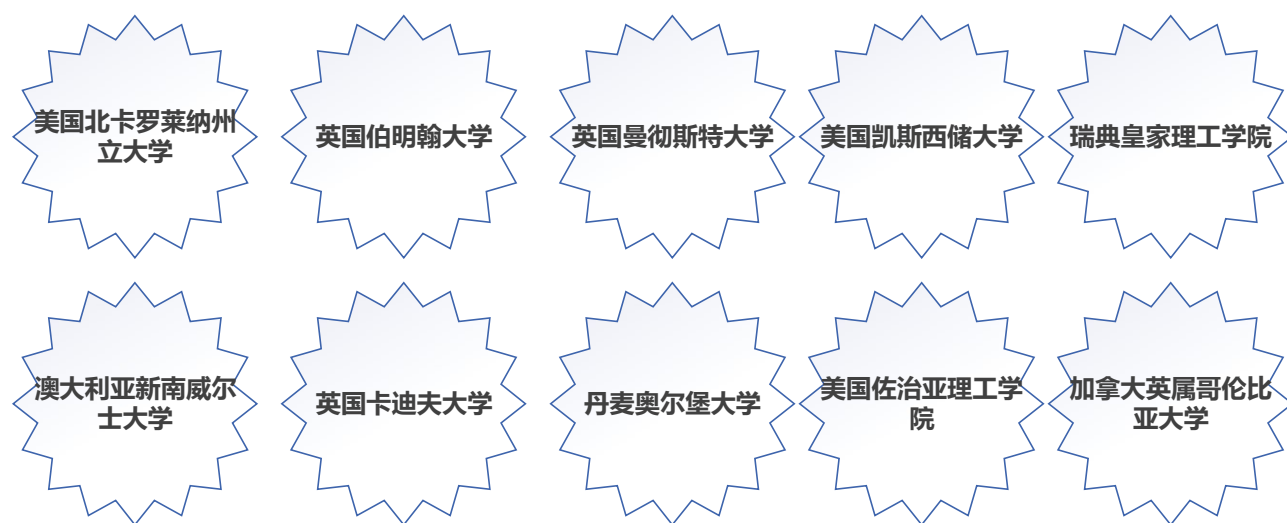 美国北卡罗莱纳州
立大学
英国伯明翰大学
英国曼彻斯特大学
美国凯斯西储大学
瑞典皇家理工学院
澳大利亚新南威尔
士大学
英国卡迪夫大学
丹麦奥尔堡大学
美国佐治亚理工学
院
加拿大英属哥伦比
亚大学